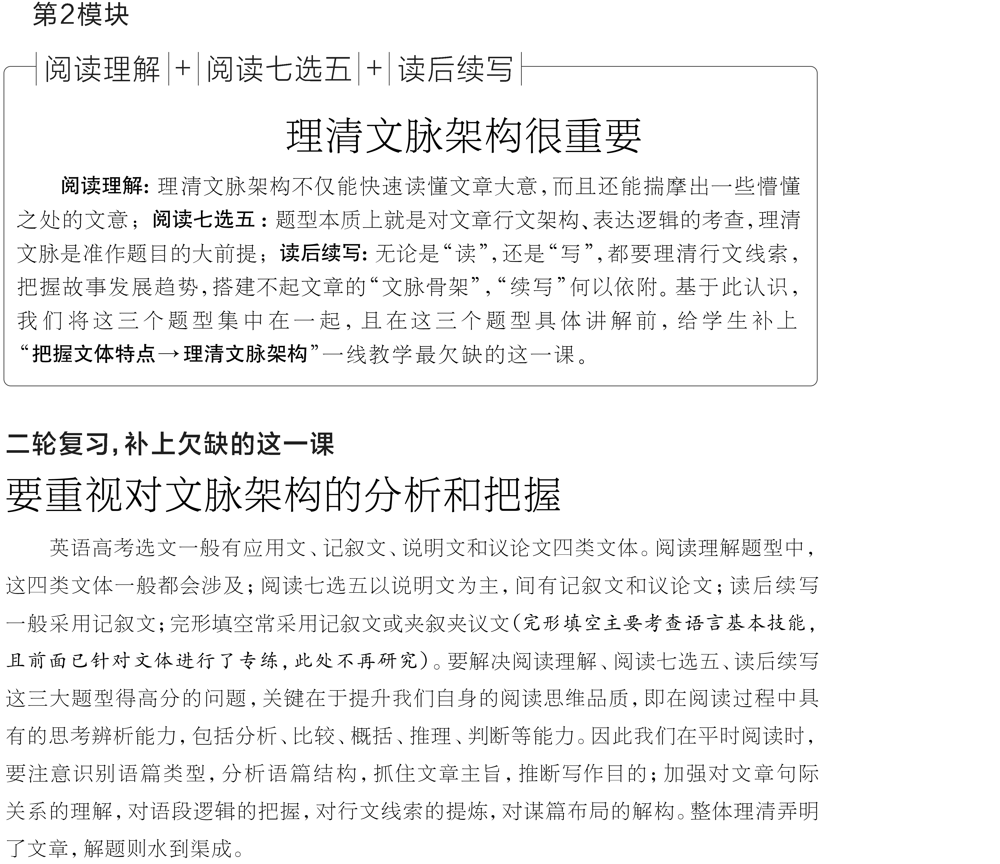 第2模块
阅读理解+阅读七选五+读后续写
理清文脉架构很重要
阅读理解:理清文脉架构不仅能快速读懂文章大意,而且还能揣摩出一些懵懂
之处的文意;阅读七选五:题型本质上就是对文章行文架构、表达逻辑的考查,理清
文脉是准作题目的大前提;读后续写:无论是“读”,还是“写”,都要理清行文线索,
把握故事发展趋势,搭建不起文章的“文脉骨架”,“续写”何以依附。基于此认识,
我们将这三个题型集中在一起,且在这三个题型具体讲解前,给学生补上
“把握文体特点→理清文脉架构”一线教学最欠缺的这一课。
二轮复习,补上欠缺的这一课
要重视对文脉架构的分析和把握
英语高考选文一般有应用文、记叙文、说明文和议论文四类文体。阅读理解题型中,
这四类文体一般都会涉及;阅读七选五以说明文为主,间有记叙文和议论文;读后续写
一般采用记叙文;完形填空常采用记叙文或夹叙夹议文(完形填空主要考查语言基本技能,
且前面已针对文体进行了专练,此处不再研究)。要解决阅读理解、阅读七选五、读后续写
这三大题型得高分的问题,关键在于提升我们自身的阅读思维品质,即在阅读过程中具
有的思考辨析能力,包括分析、比较、概括、推理、判断等能力。因此我们在平时阅读时,
要注意识别语篇类型,分析语篇结构,抓住文章主旨,推断写作目的;加强对文章句际
关系的理解,对语段逻辑的把握,对行文线索的提炼,对谋篇布局的解构。整体理清弄明
了文章,解题则水到渠成。